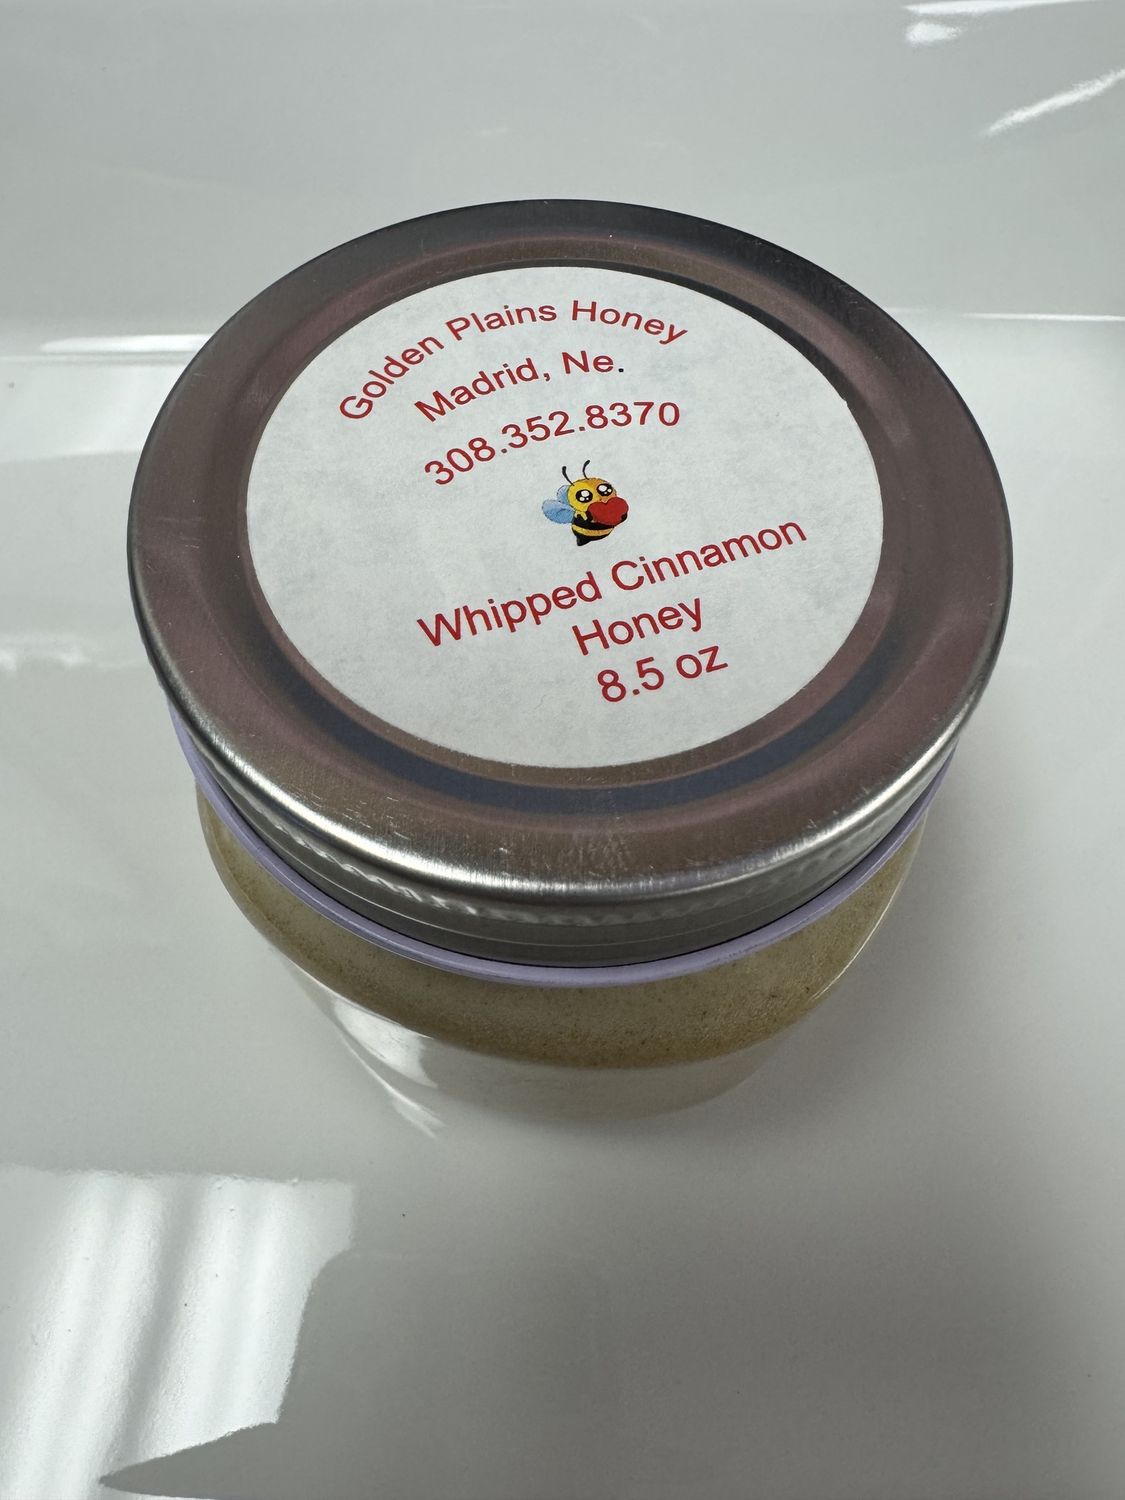 Golden Plains Honey
Madrid, Ne.
308.352.8370
Whipped Cinnamon
Honey
8.5 oz